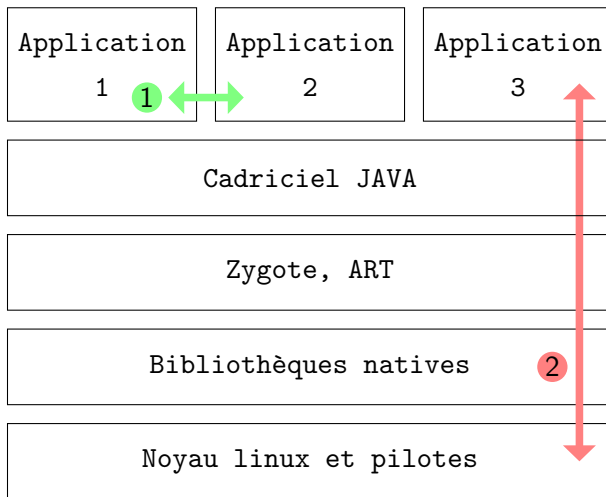 Application Application Application
1 1 2 3
Cadriciel JAVA
Zygote, ART
Bibliothèques natives 2
Noyau linux et pilotes